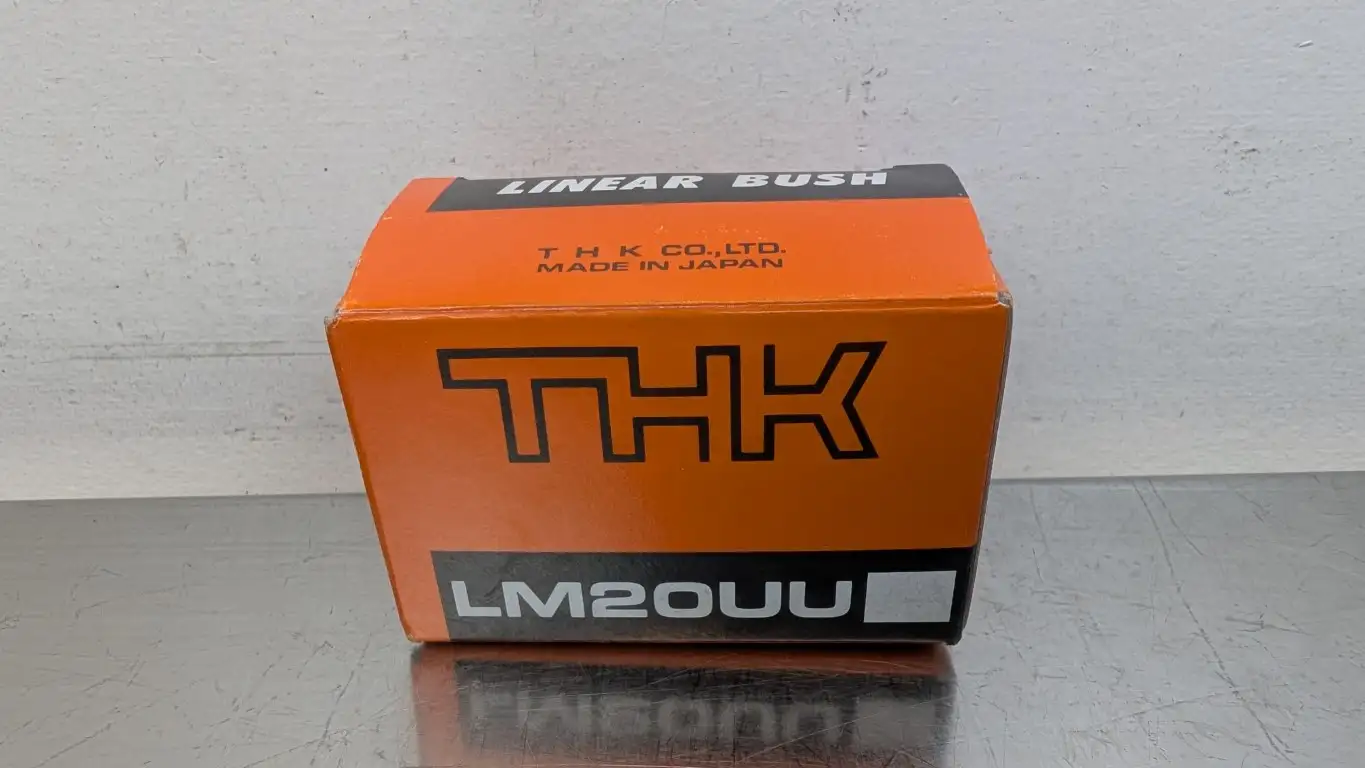 LINEAR BUSH
T H K CO.,LTD.
MADE IN JAPAN
THK
LM20UU